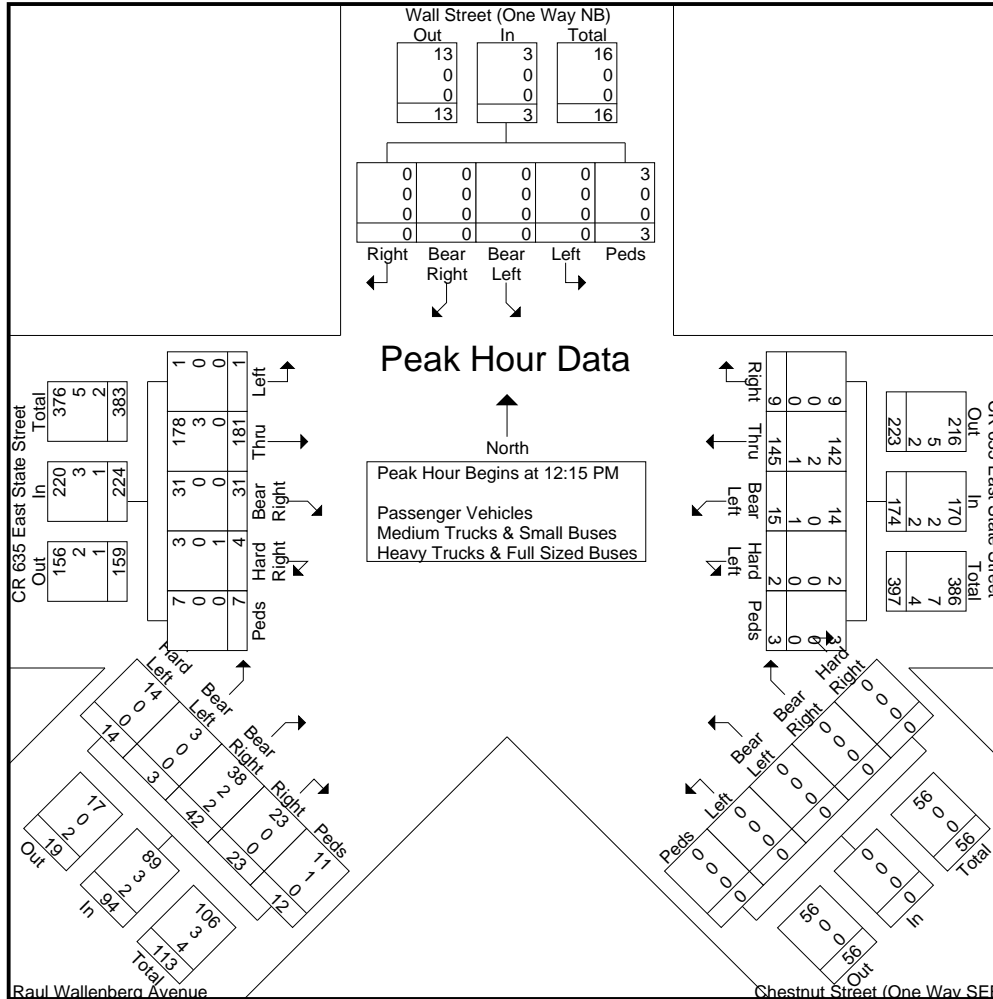 Wall Street (One Way NB)
Out In Total
13 3 16
0 0 0
0 0 0
13 3 16
0 0 0 0 3
0 0 0 0 0
0 0 0 0 0
0 0 0 0 3
Right Bear Right Bear Left Left Peds
Peak Hour Data
North
Peak Hour Begins at 12:15 PM
Passenger Vehicles
Medium Trucks & Small Buses
Heavy Trucks & Full Sized Buses
CR 635 East State Street
Out In Total
156 220 376
2 3 5
1 1 2
159 224 383
Peds Hard Right Bear Right Thru Left
7 3 31 178 1
0 0 0 3 0
0 1 0 0 0
7 4 31 181 1
East State Street
Out In Total
216 170 386
5 2 7
2 2 4
223 174 397
Right Thru Bear Left Hard Left Peds
9 142 14 2 3
0 2 0 0 0
0 1 1 0 0
9 145 15 2 3
Hard Left Bear Left Bear Right Right Peds
14 3 38 23 11
0 0 2 0 1
0 0 2 0 0
14 3 42 23 12
17 89 106
0 3 3
2 2 4
19 94 113
Out In Total
Raul Wallenberg Avenue
Peds Left Bear Left Bear Right Hard Right
0 0 0 0 0
0 0 0 0 0
0 0 0 0 0
0 0 0 0 0
56 0 56
0 0 0
0 0 0
56 0 56
Out In Total
Chestnut Street (One Way